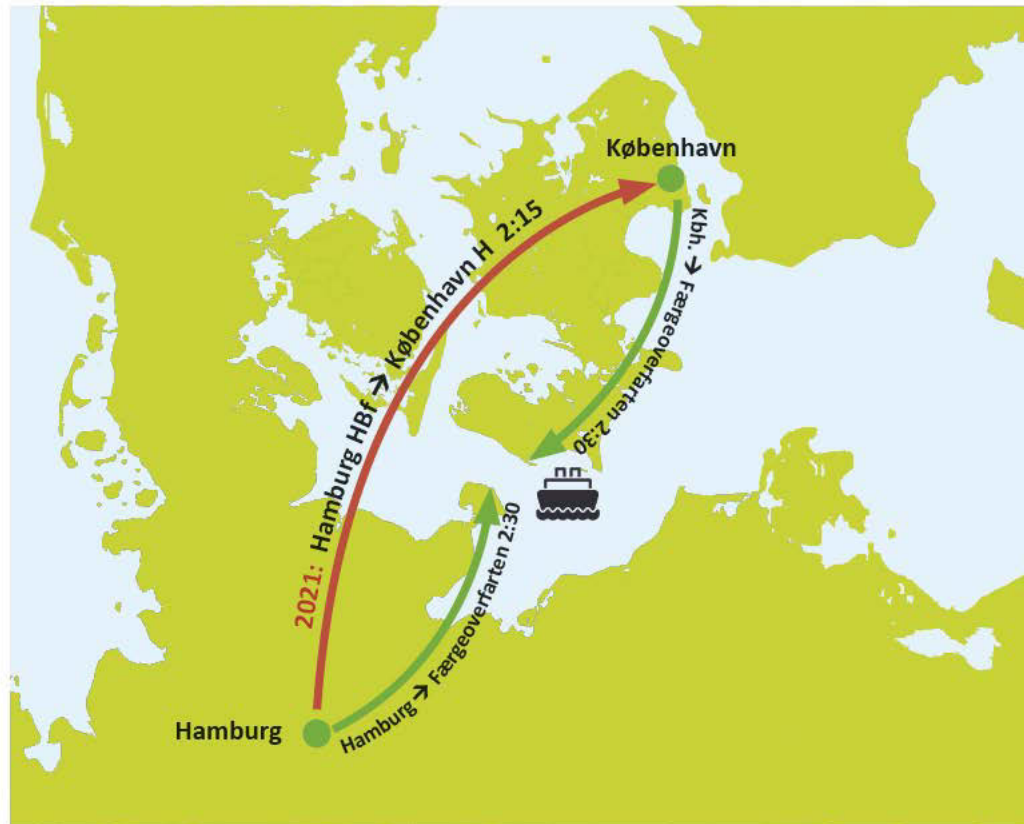 København
2021: Hamburg HBf → København H 2:15
Kbh. → Færgeoverfarten 2:30
Hamburg → Færgeoverfarten 2:30
Hamburg